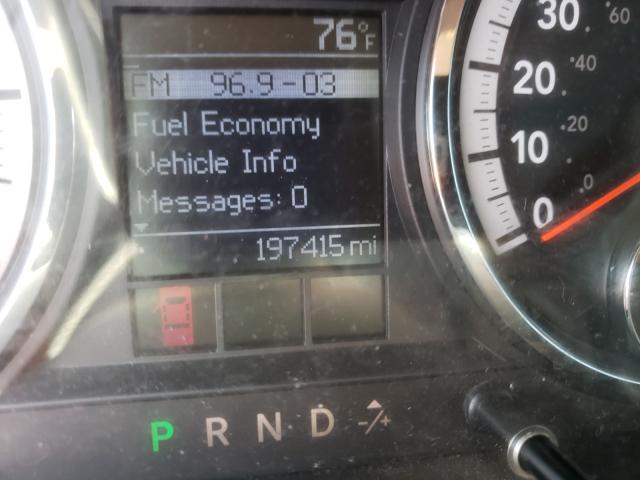 76°F
FM 96.9-03
Fuel Economy
Vehicle Info
Messages: 0
197415 mi
P R N D -/+
30 60
20 40
10 20
0 0